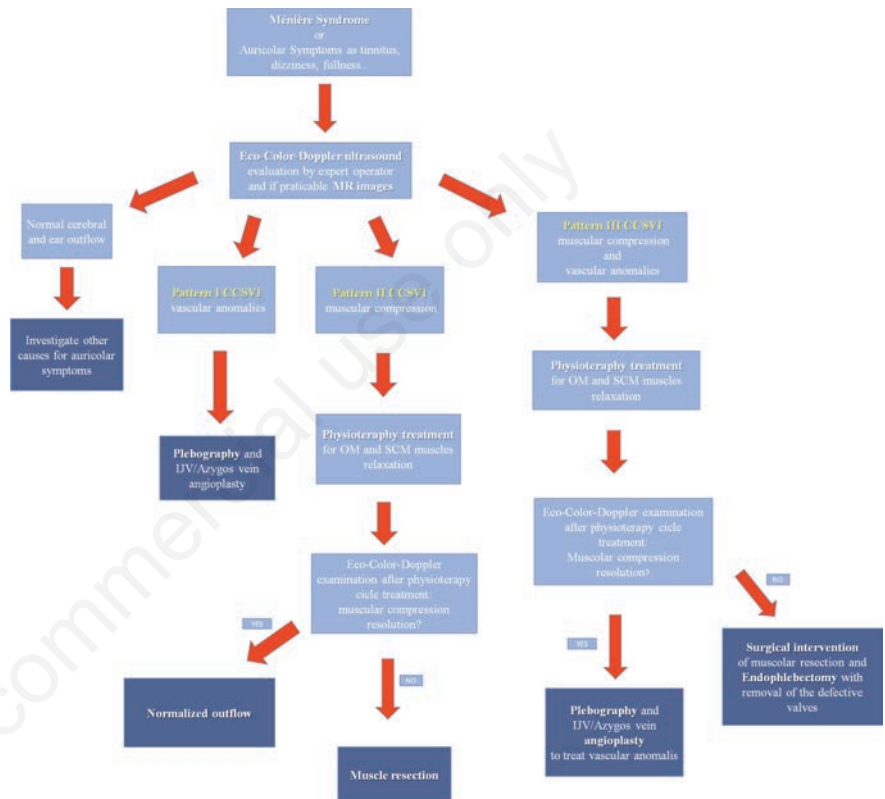 Ménière Syndrome
or
Auricolar Symptoms as tinnitus,
dizziness, fullness..
Eco-Color-Doppler ultrasound
evaluation by expert operator
and if praticable MR images
Normal cerebral
and ear outflow
Pattern I CCSVI
vascular anomalies
Pattern II CCSVI
muscular compression
Pattern III CCSVI
muscular compression
and
vascular anomalies
Investigate other
causes for auricolar
symptoms
Plebography and
IJV/Azygos vein
angioplasty
Physioteraphy treatment
for OM and SCM muscles
relaxation
Physioteraphy treatment
for OM and SCM muscles
relaxation
Eco-Color-Doppler
examination after physioterapy
cicle treatment:
muscular compression
resolution?
Eco-Color-Doppler examination
after physioterapy cicle
treatment:
Muscolar compression
resolution?
YES
NO
YES
NO
Normalized outflow
Muscle resection
Plebography and
IJV/Azygos vein
angioplasty
to treat vascular anomalis
Surgical intervention
of muscolar resection and
Endophlebectomy with
removal of the defective
valves
commercial use only